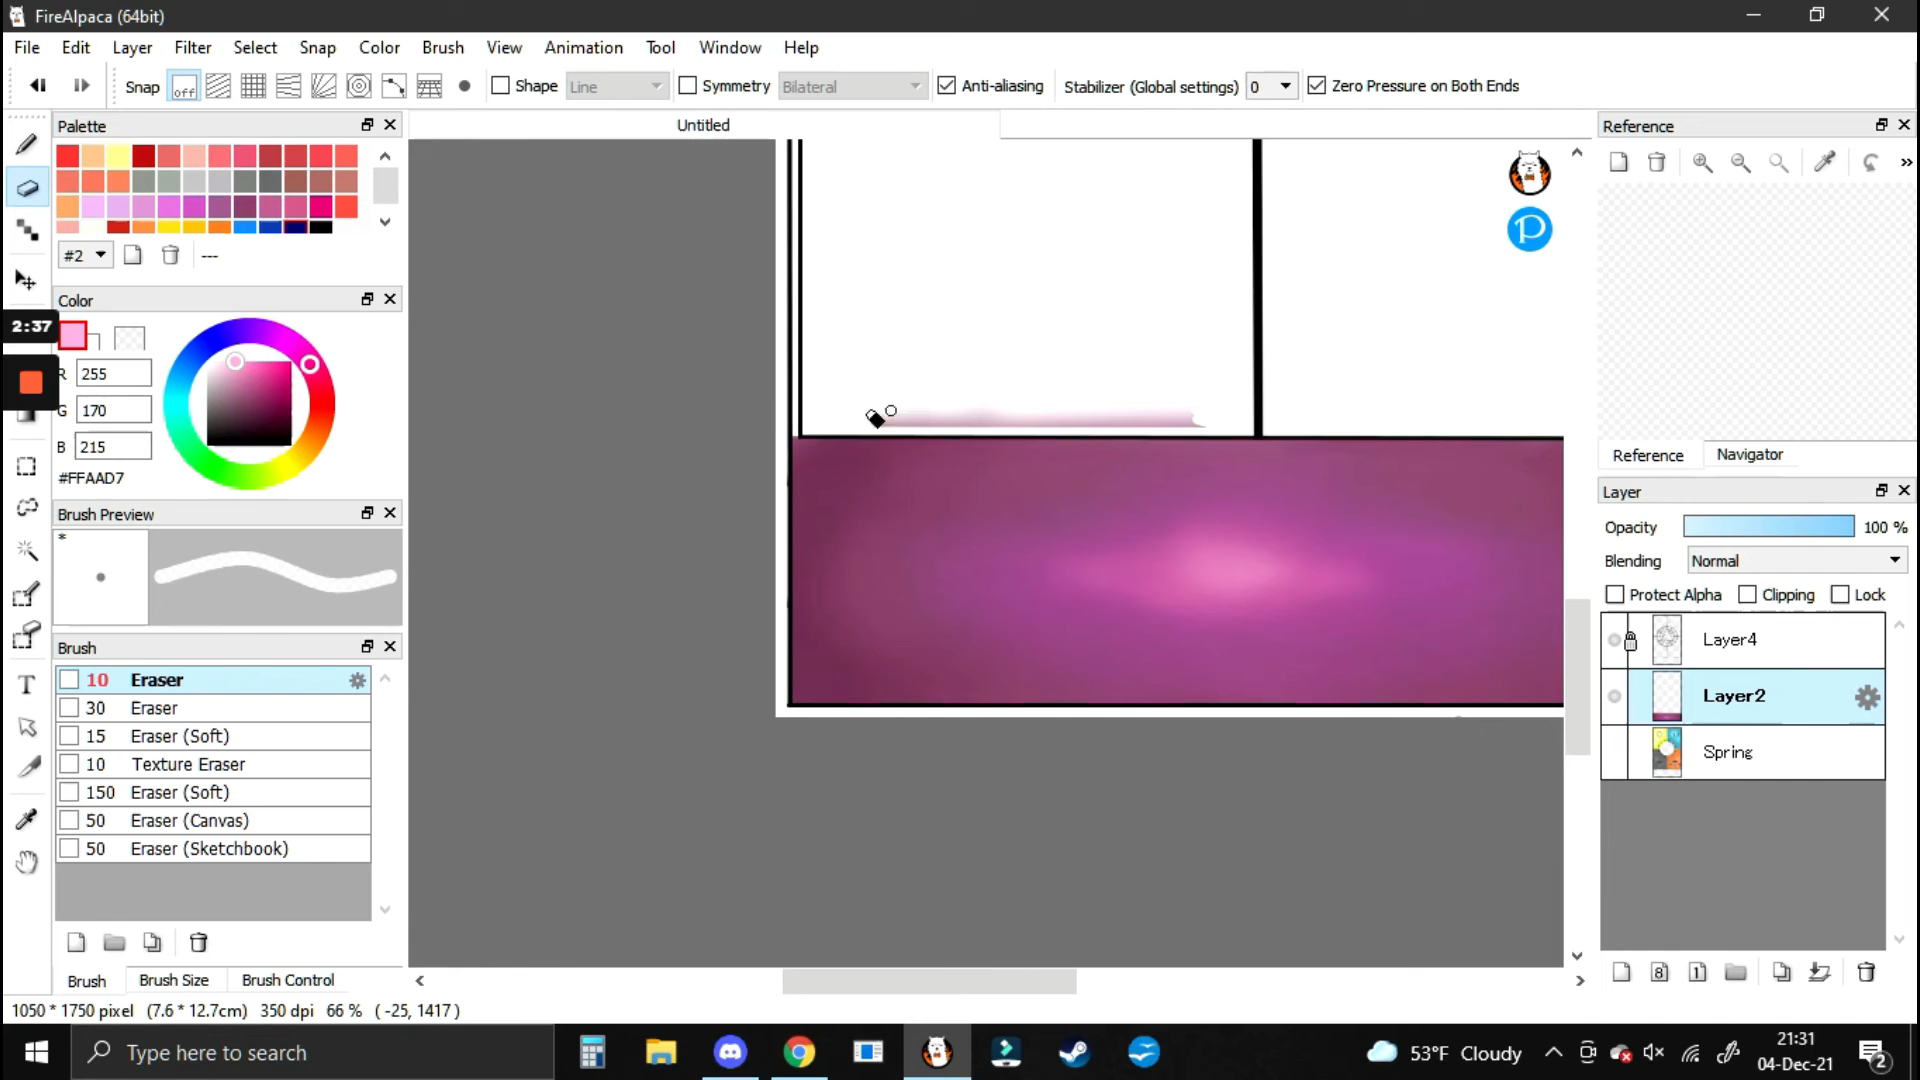 FireAlpaca (64bit)
File Edit Layer Filter Select Snap Color Brush View Animation Tool Window Help
Snap off Shape Line Symmetry Bilateral Anti-aliasing Stabilizer (Global settings) 0 Zero Pressure on Both Ends
Palette
Untitled
Reference
#2 ---
Color
2:37
R 255
G 170
B 215
#FFAAD7
Reference Navigator
Layer
Brush Preview
*
Opacity 100 %
Blending Normal
Protect Alpha Clipping Lock
Brush
Layer4
10 Eraser
30 Eraser
Layer2
15 Eraser (Soft)
10 Texture Eraser
Spring
150 Eraser (Soft)
50 Eraser (Canvas)
50 Eraser (Sketchbook)
T
P
8 1
Brush Brush Size Brush Control
1050 * 1750 pixel (7.6 * 12.7cm) 350 dpi 66 % ( -25, 1417 )
Type here to search
53°F Cloudy
21:31
04-Dec-21
2